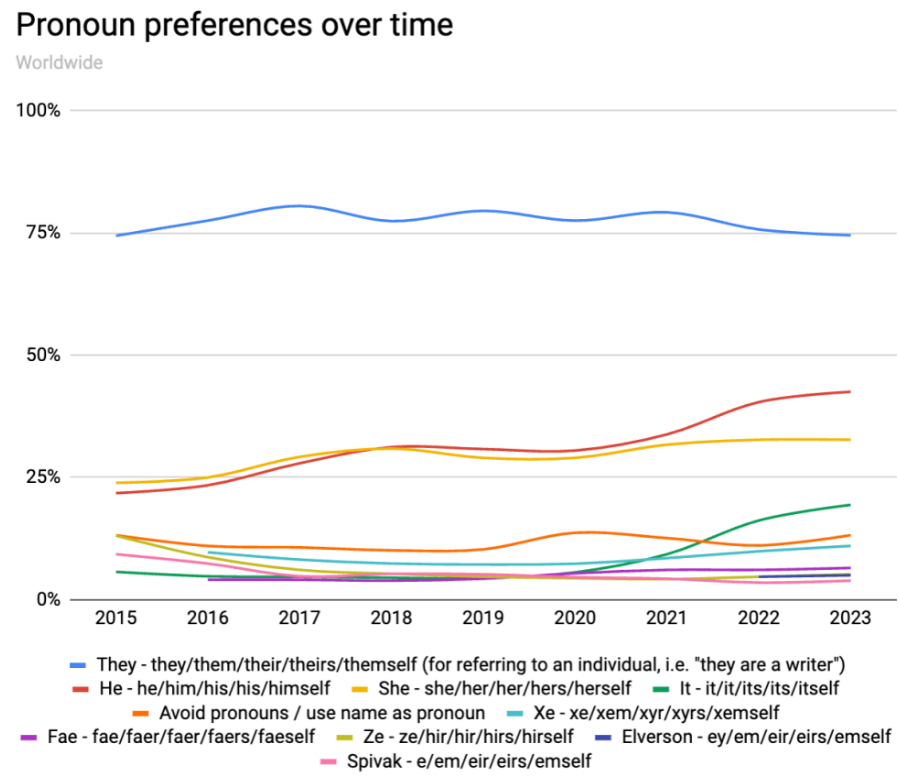 Pronoun preferences over time
Worldwide
100%
75%
50%
25%
0%
2015 2016 2017 2018 2019 2020 2021 2022 2023
They - they/them/their/theirs/themself (for referring to an individual, i.e. "they are a writer")
He - he/him/his/his/himself She - she/her/her/hers/herself It - it/it/its/its/itself
Avoid pronouns / use name as pronoun Xe - xe/xem/xyr/xyrs/xemself
Fae - fae/faer/faer/faers/faeself Ze - ze/hir/hir/hirs/hirself Elverson - ey/em/eir/eirs/emself
Spivak - e/em/eir/eirs/emself